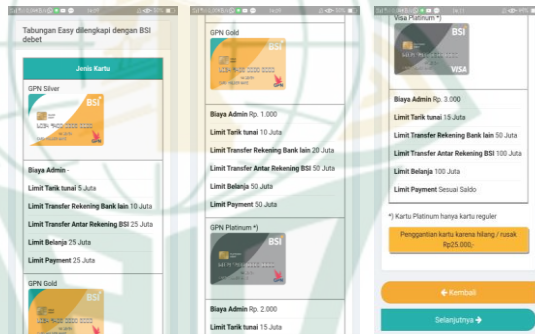 14:09
Tabungan Easy dilengkapi dengan BSI
debet
Jenis Kartu
GPN Silver
BSI
GPN
Biaya Admin -
Limit Tarik tunai 5 Juta
Limit Transfer Rekening Bank lain 10 Juta
Limit Transfer Antar Rekening BSI 25 Juta
Limit Belanja 25 Juta
Limit Payment 25 Juta
GPN Gold
BSI
GPN Gold
BSI
GPN
Biaya Admin Rp. 1.000
Limit Tarik tunai 10 Juta
Limit Transfer Rekening Bank lain 20 Juta
Limit Transfer Antar Rekening BSI 50 Juta
Limit Belanja 50 Juta
Limit Payment 50 Juta
GPN Platinum *)
BSI
Biaya Admin Rp. 2.000
Limit Tarik tunai 15 Juta
14:11
Visa Platinum *)
BSI
VISA
Biaya Admin Rp. 3.000
Limit Tarik tunai 15 Juta
Limit Transfer Rekening Bank lain 50 Juta
Limit Transfer Antar Rekening BSI 100 Juta
Limit Belanja 100 Juta
Limit Payment Sesuai Saldo
*) Kartu Platinum hanya kartu reguler
Penggantian kartu karena hilang / rusak
Rp25.000,-
← Kembali
Selanjutnya →